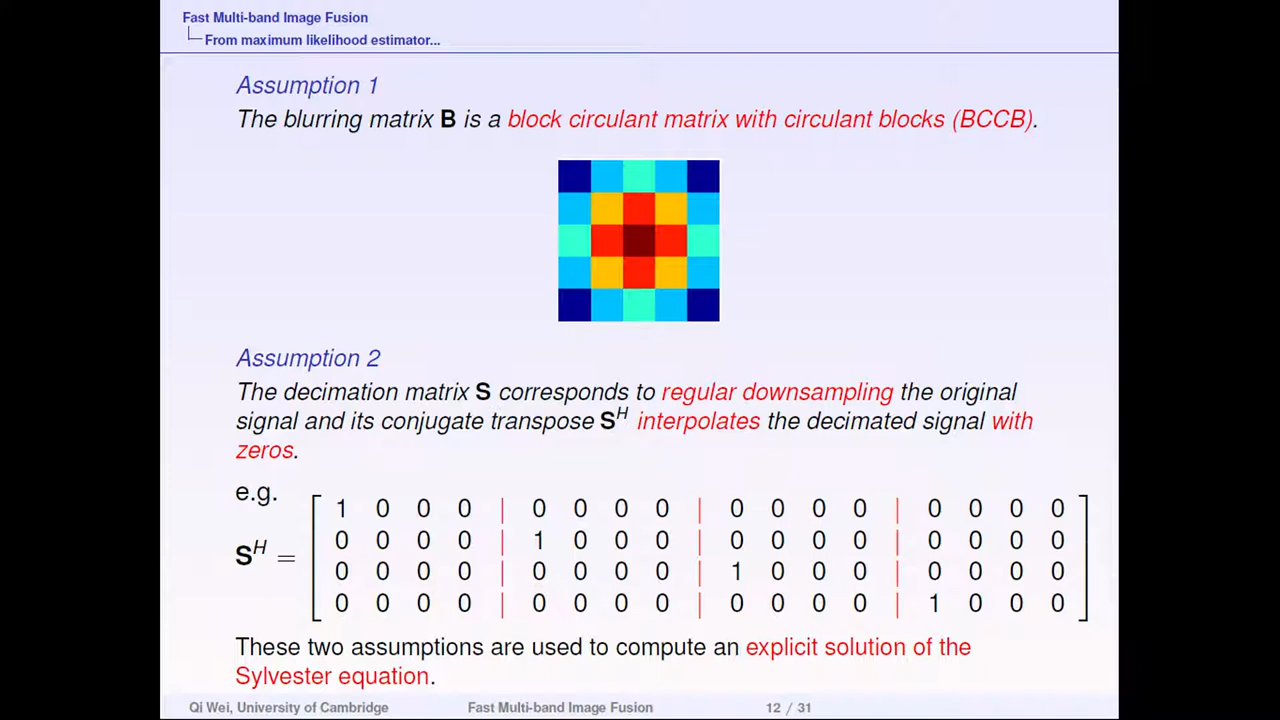 Fast Multi-band Image Fusion
From maximum likelihood estimator...
Assumption 1
The blurring matrix B is a block circulant matrix with circulant blocks (BCCB).
Assumption 2
The decimation matrix S corresponds to regular downsampling the original
signal and its conjugate transpose S^H interpolates the decimated signal with
zeros.
e.g.
S^H =
1 0 0 0 | 0 0 0 0 | 0 0 0 0 | 0 0 0 0
0 0 0 0 | 1 0 0 0 | 0 0 0 0 | 0 0 0 0
0 0 0 0 | 0 0 0 0 | 1 0 0 0 | 0 0 0 0
0 0 0 0 | 0 0 0 0 | 0 0 0 0 | 1 0 0 0
These two assumptions are used to compute an explicit solution of the
Sylvester equation.
Qi Wei, University of Cambridge Fast Multi-band Image Fusion 12 / 31